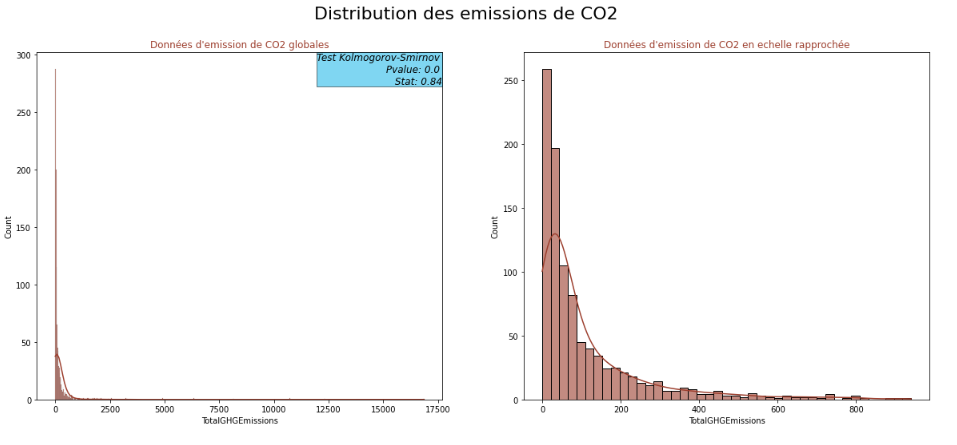 Distribution des emissions de CO2
Données d'emission de CO2 globales
Test Kolmogorov-Smirnov
Pvalue: 0.0
Stat: 0.84
300
250
200
150
100
50
0
Count
0
2500
5000
7500
10000
12500
15000
17500
TotalGHGEmissions
Données d'emission de CO2 en echelle rapprochée
250
200
150
100
50
0
Count
0
200
400
600
800
TotalGHGEmissions